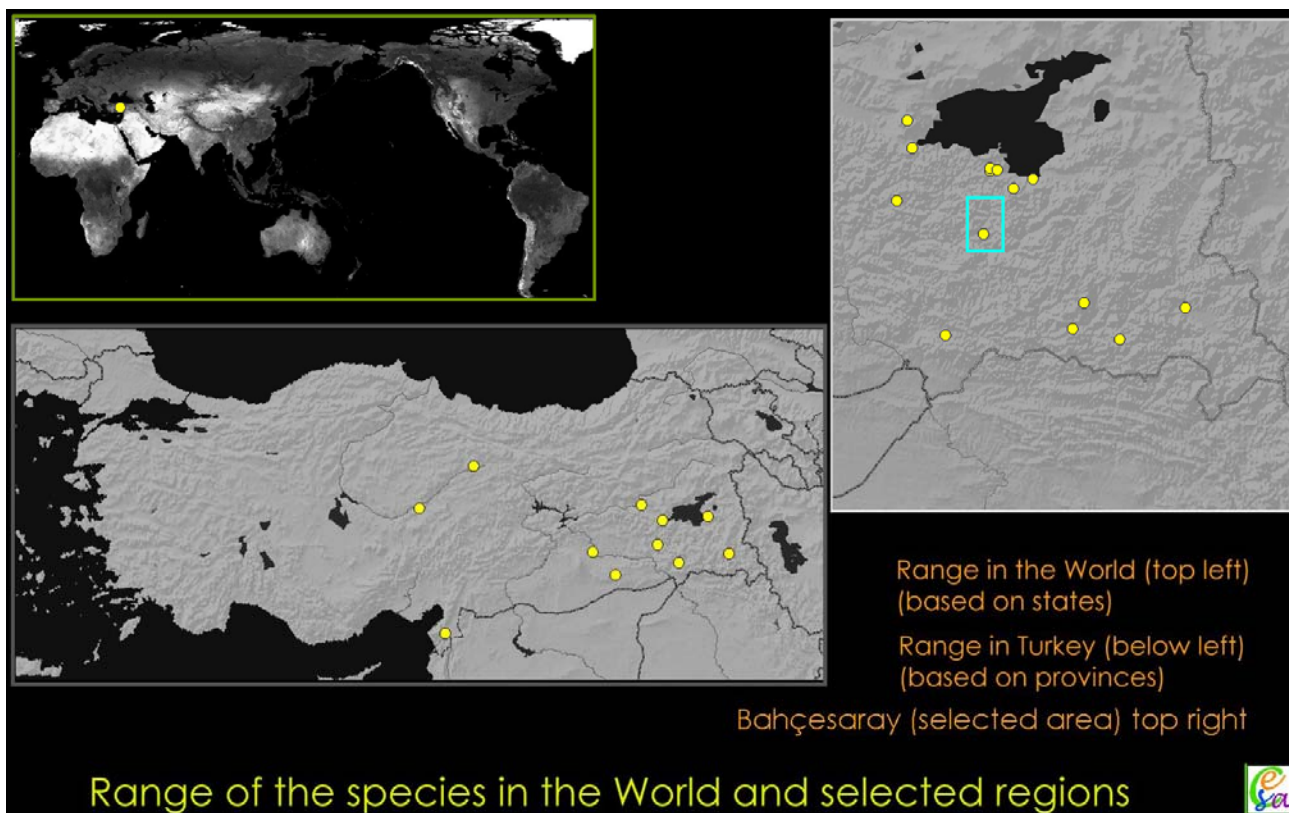 Range in the World (top left)
(based on states)
Range in Turkey (below left)
(based on provinces)
Bahçesaray (selected area) top right
Range of the species in the World and selected regions
esa